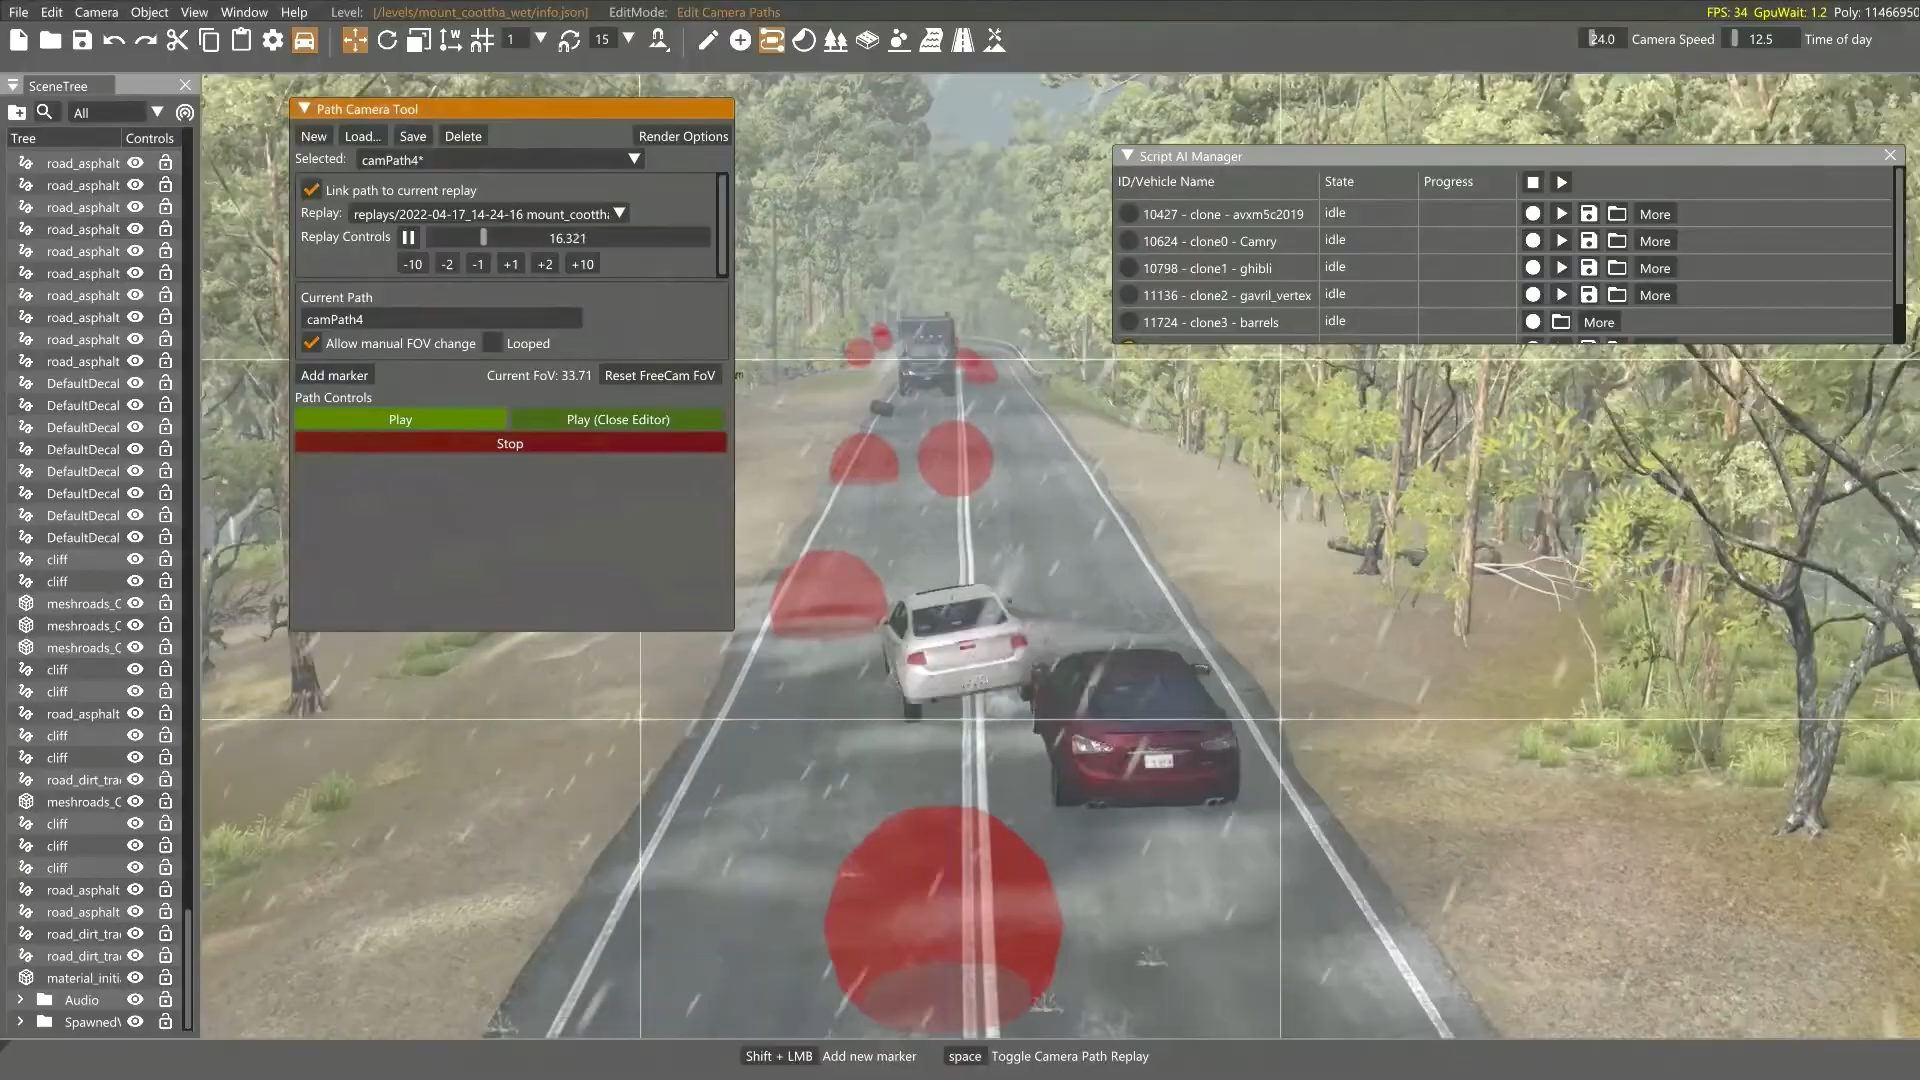 File Edit Camera Object View Window Help Level: [/levels/mount_coottha_wet/info.json] EditMode: Edit Camera Paths FPS: 34 GpuWait: 1.2 Poly: 11466950
1 15 24.0 Camera Speed 12.5 Time of day
SceneTree
All
Tree Controls
road_asphalt
road_asphalt
road_asphalt
road_asphalt
road_asphalt
road_asphalt
road_asphalt
road_asphalt
road_asphalt
road_asphalt
DefaultDecal
DefaultDecal
DefaultDecal
DefaultDecal
DefaultDecal
DefaultDecal
DefaultDecal
DefaultDecal
cliff
cliff
meshroads_C
meshroads_C
meshroads_C
cliff
cliff
road_asphalt
cliff
cliff
road_dirt_tra
meshroads_C
cliff
cliff
cliff
road_asphalt
road_asphalt
road_dirt_tra
road_dirt_tra
material_initi
Audio
Spawned
Path Camera Tool
New Load... Save Delete Render Options
Selected: camPath4*
Link path to current replay
Replay: replays/2022-04-17_14-24-16 mount_coottha
Replay Controls 16.321
-10 -2 -1 +1 +2 +10
Current Path
camPath4
Allow manual FOV change Looped
Add marker Current FoV: 33.71 Reset FreeCam FoV
Path Controls
Play Play (Close Editor)
Stop
Script AI Manager
ID/Vehicle Name State Progress
10427 - clone - avxm5c2019 idle More
10624 - clone0 - Camry idle More
10798 - clone1 - ghibli idle More
11136 - clone2 - gavril_vertex idle More
11724 - clone3 - barrels idle More
Shift + LMB Add new marker space Toggle Camera Path Replay